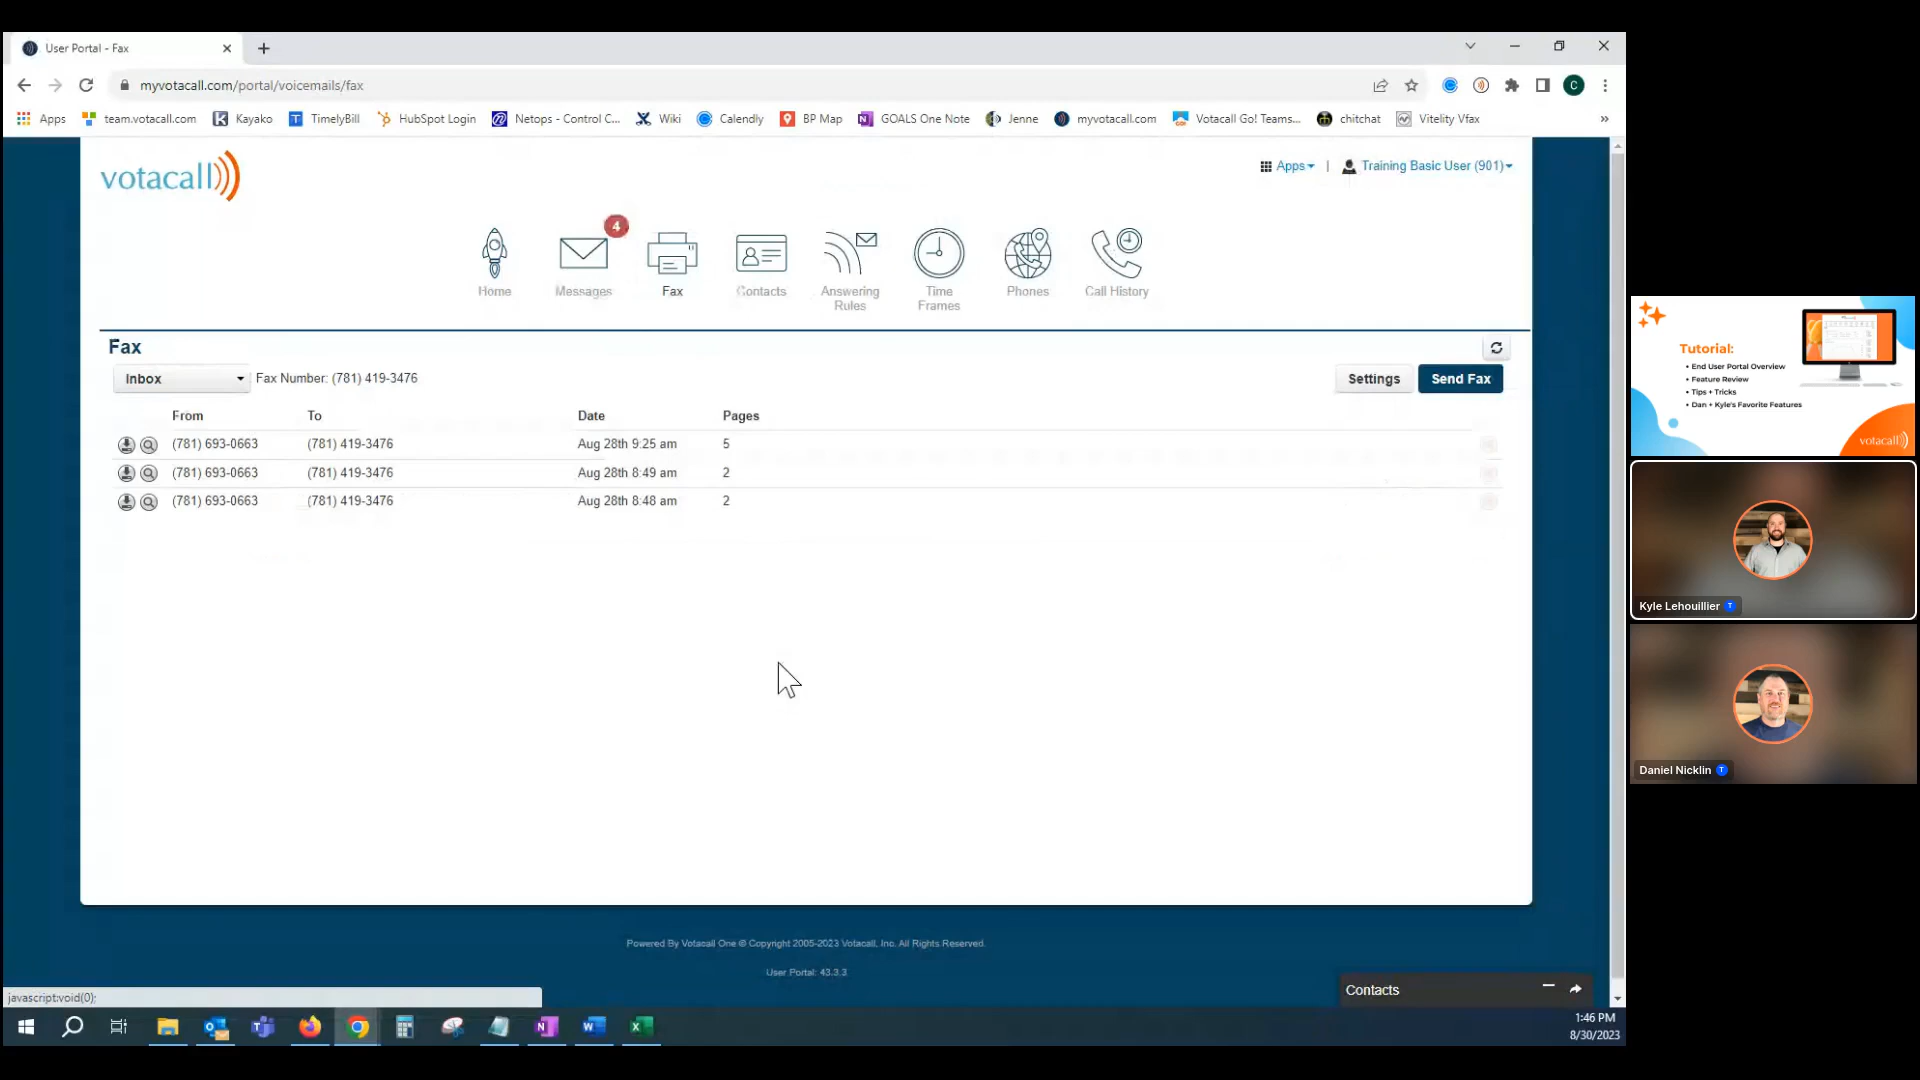 User Portal - Fax
myvotacall.com/portal/voicemails/fax
C
Apps
team.votacall.com
Kayako
TimelyBill
HubSpot Login
Netops - Control C...
Wiki
Calendly
BP Map
GOALS One Note
Jenne
myvotacall.com
Votacall Go! Teams...
chitchat
Vitelity Vfax
»
votacall
Apps
|
Training Basic User (901)
4
Home
Messages
Fax
Contacts
Answering
Rules
Time
Frames
Phones
Call History
Fax
Inbox
Fax Number: (781) 419-3476
Settings
Send Fax
From To Date Pages
(781) 693-0663 (781) 419-3476 Aug 28th 9:25 am 5
(781) 693-0663 (781) 419-3476 Aug 28th 8:49 am 2
(781) 693-0663 (781) 419-3476 Aug 28th 8:48 am 2
Powered By Votacall One © Copyright 2005-2023 Votacall, Inc. All Rights Reserved.
User Portal: 43.3.3
Contacts
javascript:void(0);
1:46 PM
8/30/2023
Tutorial:
• End User Portal Overview
• Feature Review
• Tips + Tricks
• Dan + Kyle's Favorite Features
votacall
Kyle Lehouillier
T
Daniel Nicklin
T